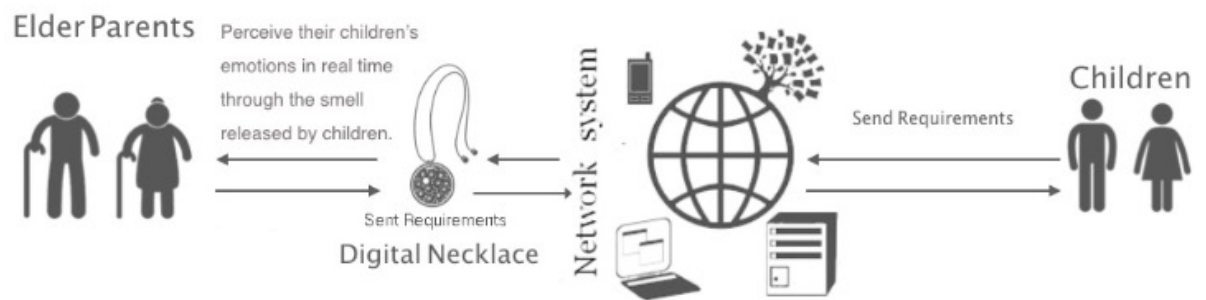 Elder Parents
Perceive their children's
emotions in real time
through the smell
released by children.
Sent Requirements
Digital Necklace
Network system
Send Requirements
Children